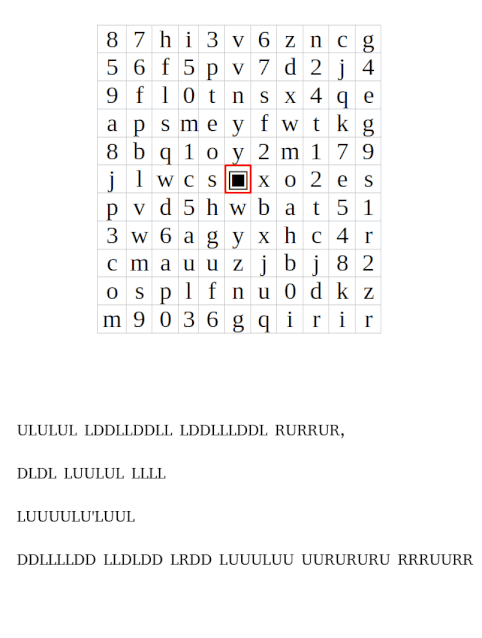 8 7 h i 3 v 6 z n c g
5 6 f 5 p v 7 d 2 j 4
9 f l 0 t n s x 4 q e
a p s m e y f w t k g
8 b q 1 o y 2 m 1 7 9
j l w c s ▣ x o 2 e s
p v d 5 h w b a t 5 1
3 w 6 a g y x h c 4 r
c m a u u z j b j 8 2
o s p l f n u 0 d k z
m 9 0 3 6 g q i r i r
ULULUL LDDLLDDLL LDDLLLDDL RURRUR,
DLDL LUULUL LLLL
LUUUULU'LUUL
DDLLLLDD LLDLDD LRDD LUUULUU UURURURU RRRUURR